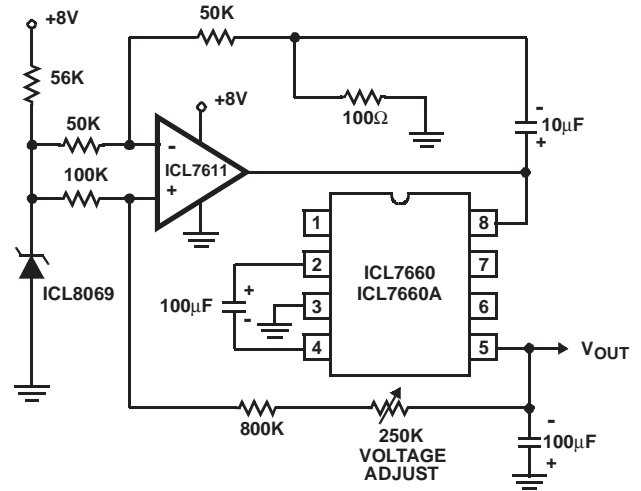 +8V
50K
56K
+8V
50K
100K
-
+
ICL7611
100Ω
-
10µF
+
ICL8069
1
2
3
4
8
7
6
5
ICL7660
ICL7660A
100µF
+
-
VOUT
800K
250K
VOLTAGE
ADJUST
-
100µF
+